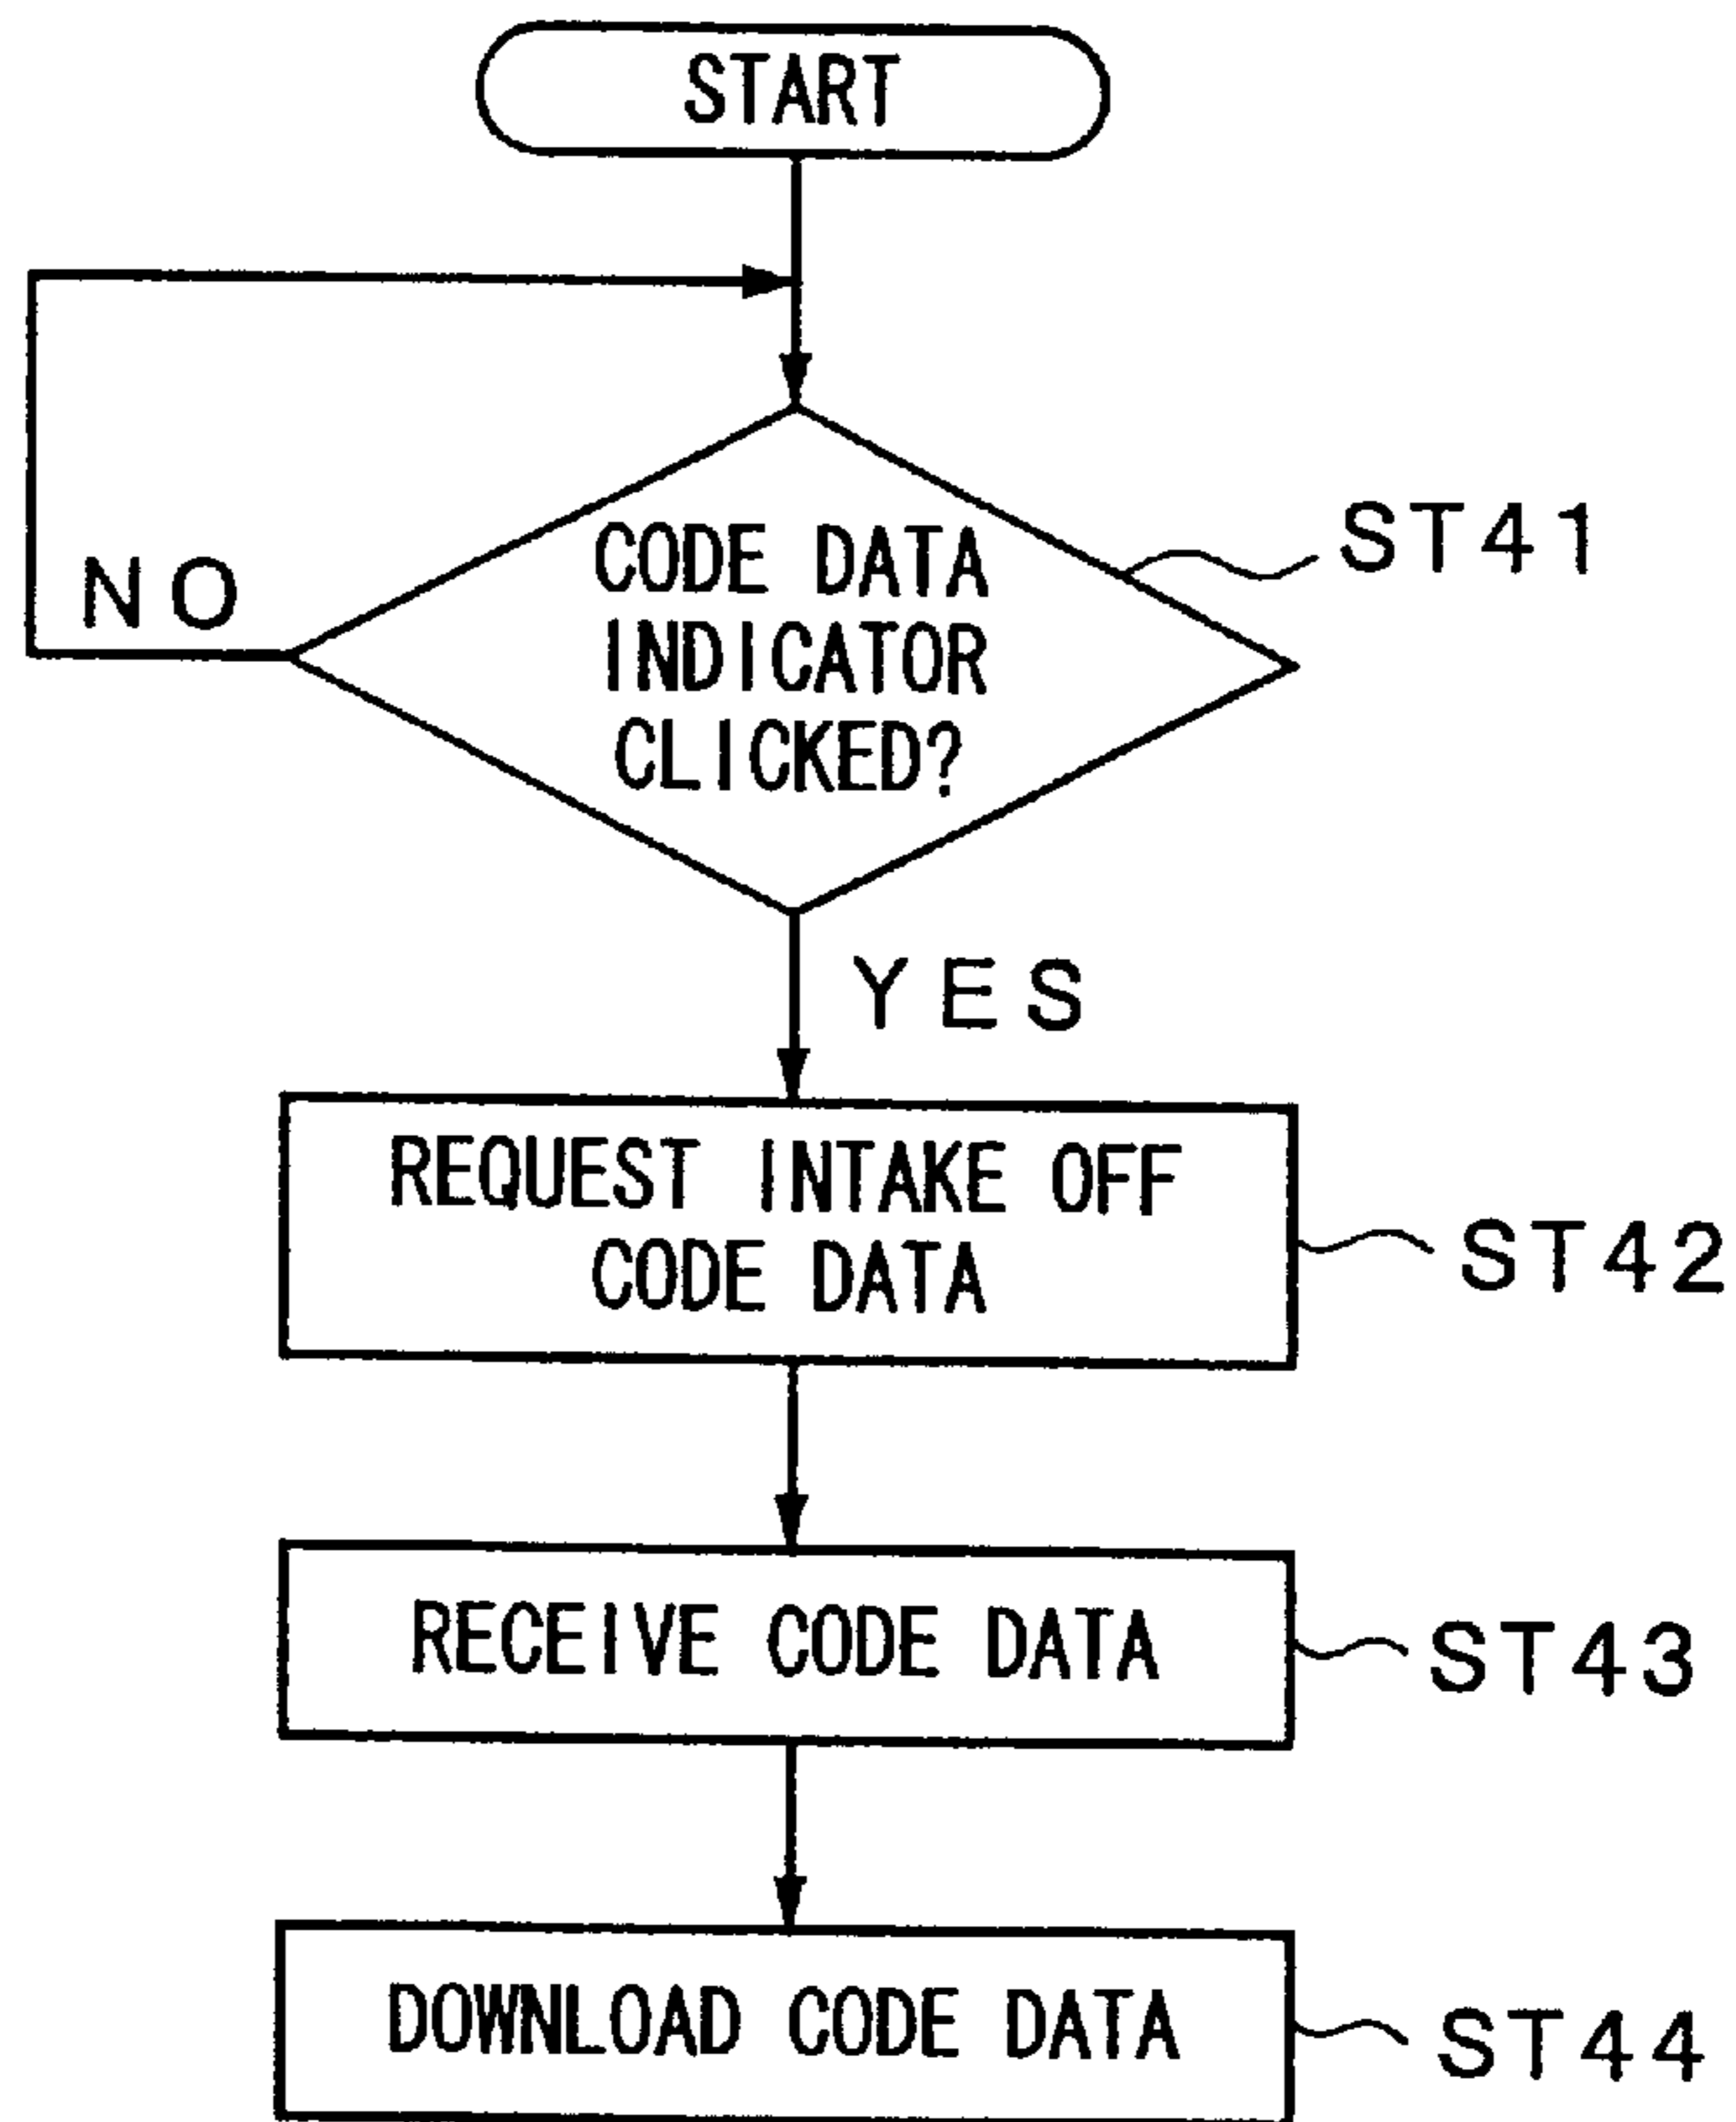 START
CODE DATA
INDICATOR
CLICKED?
ST41
NO
YES
REQUEST INTAKE OFF
CODE DATA
ST42
RECEIVE CODE DATA
ST43
DOWNLOAD CODE DATA
ST44